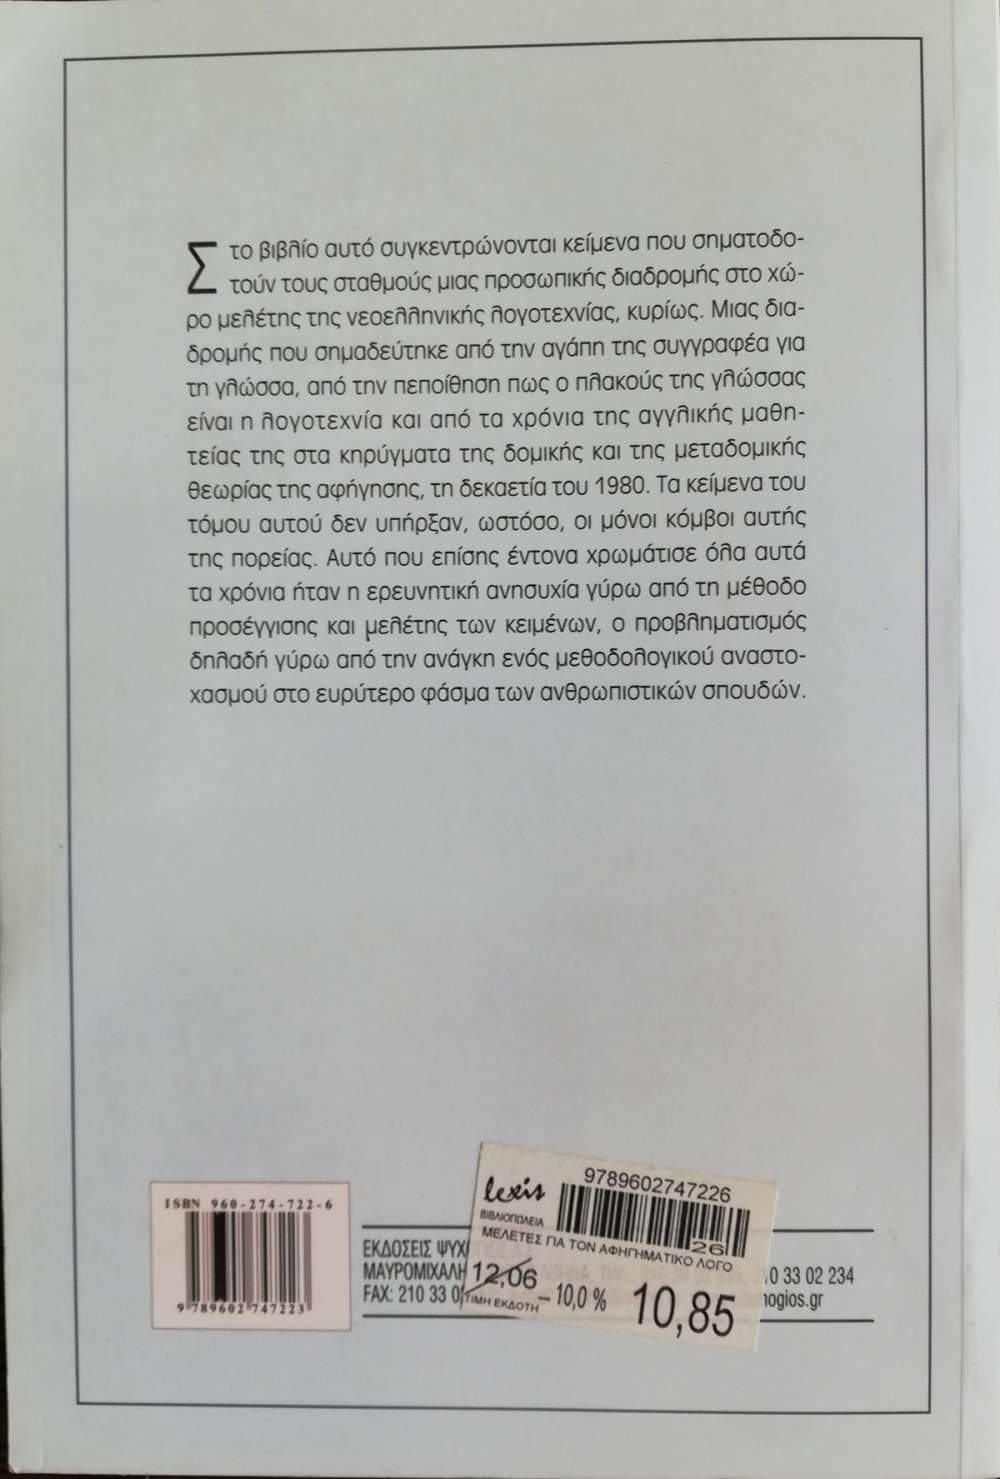 Στο βιβλίο αυτό συγκεντρώνονται κείμενα που σηματοδο-
τούν τους σταθμούς μιας προσωπικής διαδρομής στο χώ-
ρο μελέτης της νεοελληνικής λογοτεχνίας, κυρίως. Μιας δια-
δρομής που σημαδεύτηκε από την αγάπη της συγγραφέα για
τη γλώσσα, από την πεποίθηση πως ο πλακούς της γλώσσας
είναι η λογοτεχνία και από τα χρόνια της αγγλικής μαθη-
τείας της στα κηρύγματα της δομικής και της μεταδομικής
θεωρίας της αφήγησης, τη δεκαετία του 1980. Τα κείμενα του
τόμου αυτού δεν υπήρξαν, ωστόσο, οι μόνοι κόμβοι αυτής
της πορείας. Αυτό που επίσης έντονα χρωμάτισε όλα αυτά
τα χρόνια ήταν η ερευνητική ανησυχία γύρω από τη μέθοδο
προσέγγισης και μελέτης των κειμένων, ο προβληματισμός
δηλαδή γύρω από την ανάγκη ενός μεθοδολογικού αναστο-
χασμού στο ευρύτερο φάσμα των ανθρωπιστικών σπουδών.
ISBN 960-274-722-6
9 789602 747223
ΕΚΔΟΣΕΙΣ ΨΥΧ
ΜΑΥΡΟΜΙΧΑΛΗ 0 33 02 234
FAX: 210 33 0 nogios.gr
lexis
ΒΙΒΛΙΟΠΩΛΕΙΑ
9789602747226
26
ΜΕΛΕΤΕΣ ΓΙΑ ΤΟΝ ΑΦΗΓΗΜΑΤΙΚΟ ΛΟΓΟ
12,06
ΤΙΜΗ ΕΚΔΟΤΗ
– 10,0 %
10,85